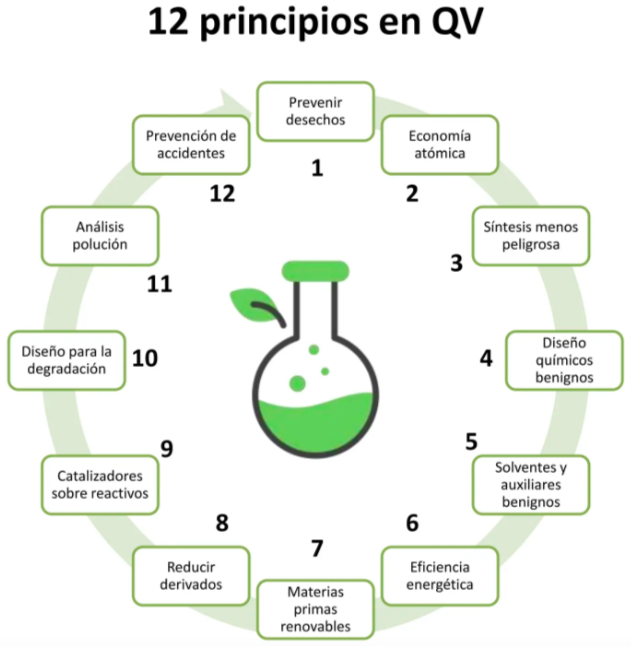 12 principios en QV
Prevenir
desechos
1
Economía
atómica
2
Síntesis menos
peligrosa
3
Diseño
químicos
benignos
4
Solventes y
auxiliares
benignos
5
Eficiencia
energética
6
Materias
primas
renovables
7
Reducir
derivados
8
Catalizadores
sobre reactivos
9
Diseño para la
degradación
10
Análisis
polución
11
Prevención de
accidentes
12